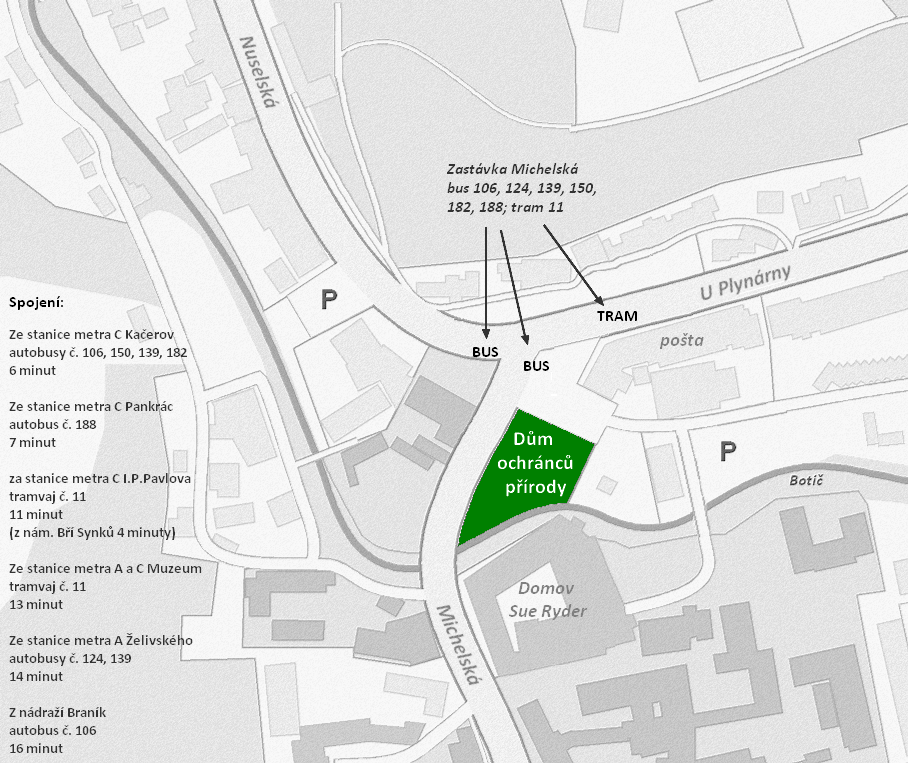 Nuselská
Zastávka Michelská
bus 106, 124, 139, 150,
182, 188; tram 11
U Plynárny
P
TRAM
pošta
BUS
BUS
Dům
ochránců
přírody
P
Botič
Domov
Sue Ryder
Michelská
Spojení:
Ze stanice metra C Kačerov
autobusy č. 106, 150, 139, 182
6 minut
Ze stanice metra C Pankrác
autobus č. 188
7 minut
za stanice metra C I.P.Pavlova
tramvaj č. 11
11 minut
(z nám. Bří Synků 4 minuty)
Ze stanice metra A a C Muzeum
tramvaj č. 11
13 minut
Ze stanice metra A Želivského
autobusy č. 124, 139
14 minut
Z nádraží Braník
autobus č. 106
16 minut